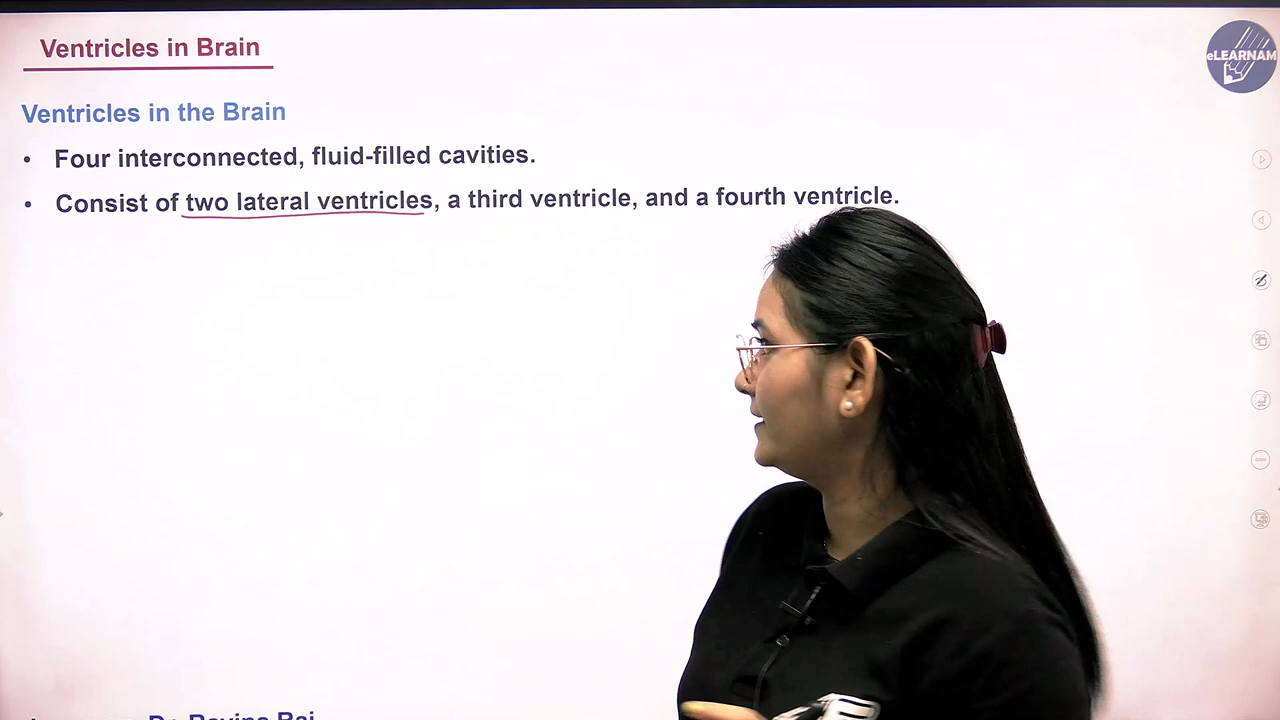 Ventricles in Brain
eLEARNAM
Ventricles in the Brain
• Four interconnected, fluid-filled cavities.
• Consist of two lateral ventricles, a third ventricle, and a fourth ventricle.